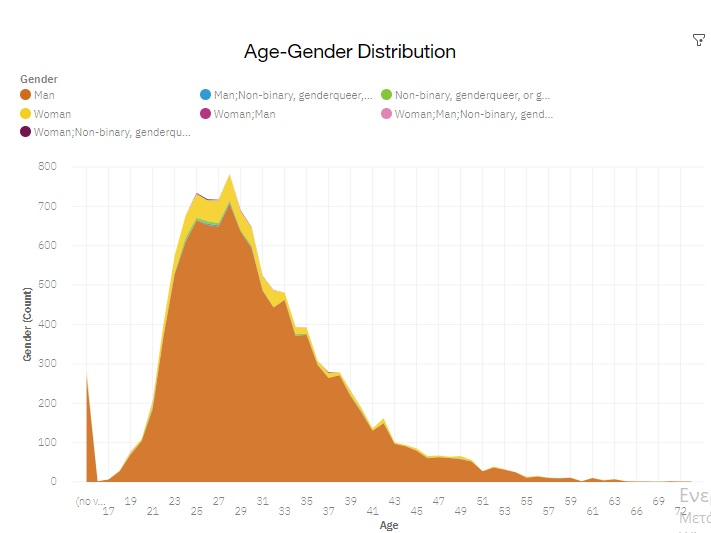 Age-Gender Distribution
Gender
Man
Man;Non-binary, genderqueer,...
Non-binary, genderqueer, or g...
Woman
Woman;Man
Woman;Man;Non-binary, gend...
Woman;Non-binary, genderqu...
800
700
600
500
400
300
200
100
0
Gender (Count)
(no v... 19 23 27 31 35 39 43 47 51 55 59 63 69
17 21 25 29 33 37 41 45 49 53 57 61 65 72
Age
Ενε
Μετά